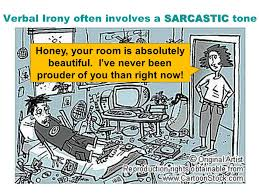 Verbal Irony often involves a SARCASTIC tone
Honey, your room is absolutely
beautiful. I've never been
prouder of you than right now!
© Original Artist
Reproduction rights obtainable from
www.CartoonStock.com